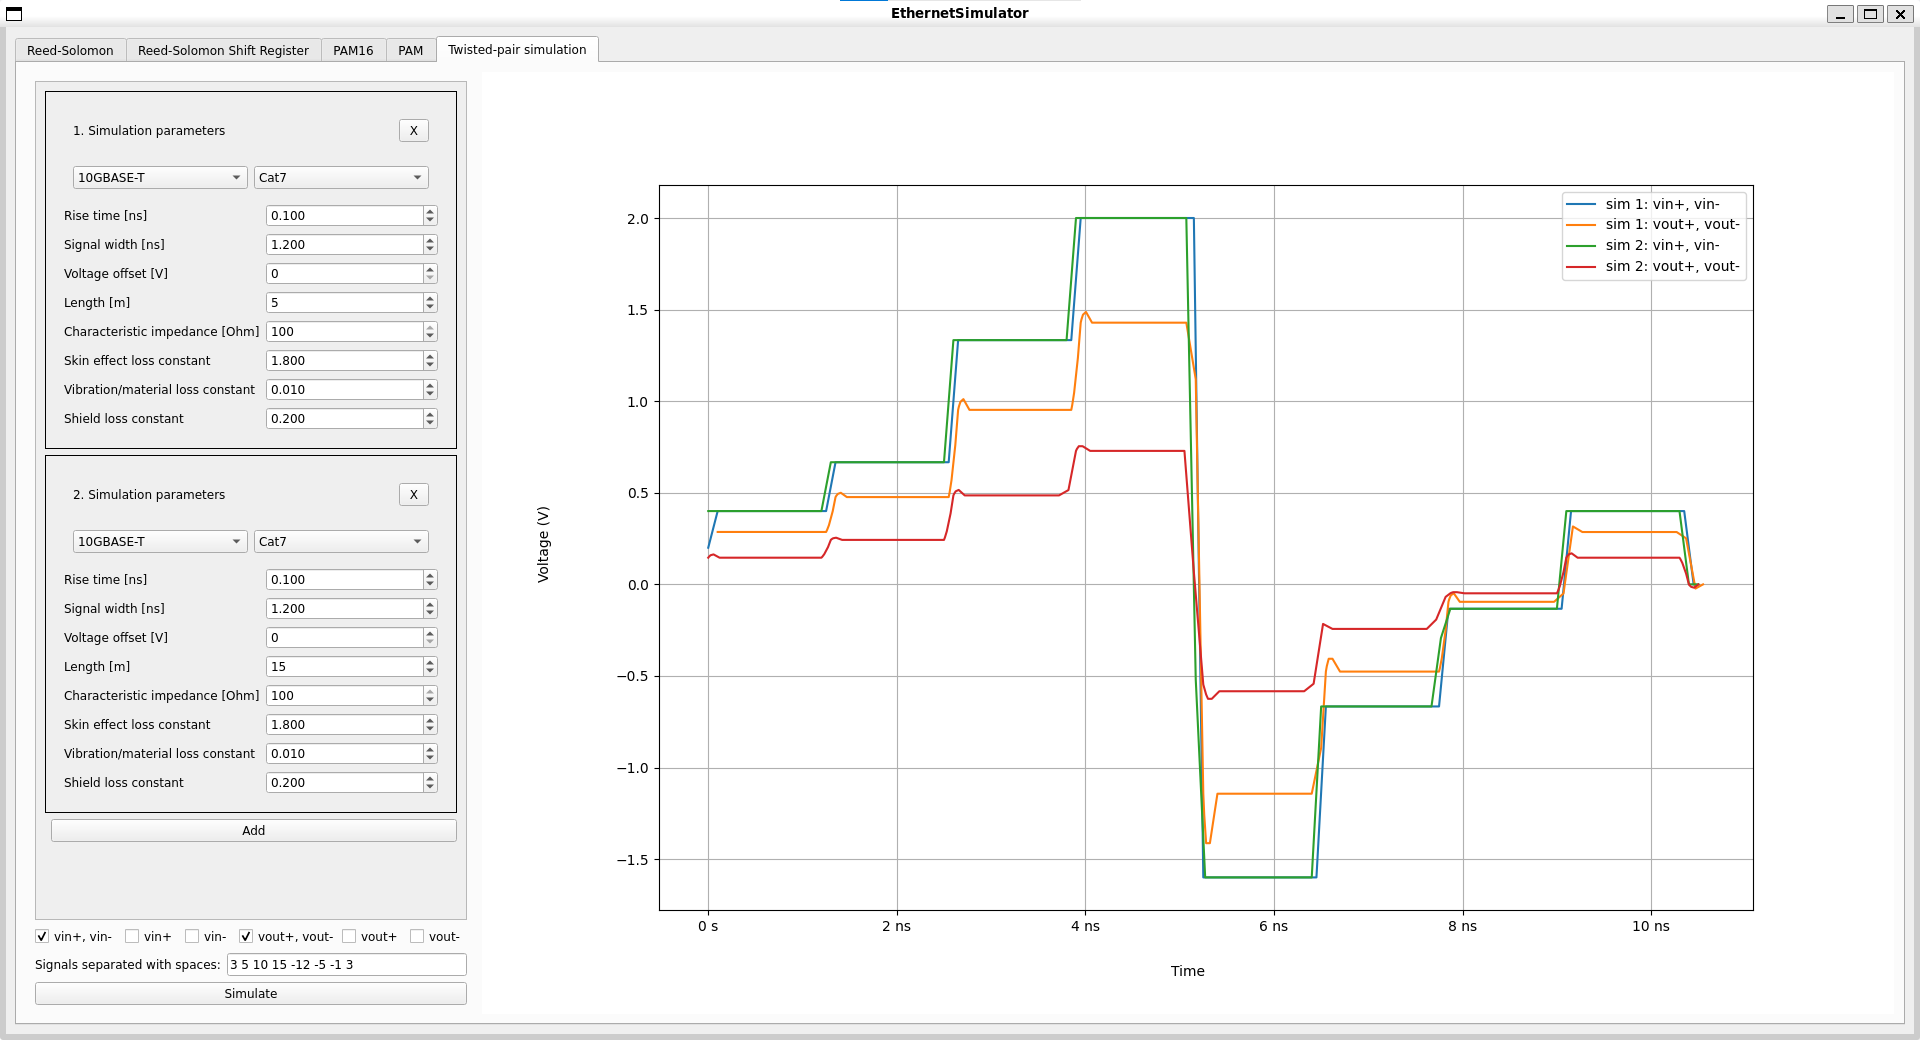 EthernetSimulator
Reed-Solomon
Reed-Solomon Shift Register
PAM16
PAM
Twisted-pair simulation
1. Simulation parameters
X
10GBASE-T
Cat7
Rise time [ns] 0.100
Signal width [ns] 1.200
Voltage offset [V] 0
Length [m] 5
Characteristic impedance [Ohm] 100
Skin effect loss constant 1.800
Vibration/material loss constant 0.010
Shield loss constant 0.200
2. Simulation parameters
X
10GBASE-T
Cat7
Rise time [ns] 0.100
Signal width [ns] 1.200
Voltage offset [V] 0
Length [m] 15
Characteristic impedance [Ohm] 100
Skin effect loss constant 1.800
Vibration/material loss constant 0.010
Shield loss constant 0.200
Add
vin+, vin- vin+ vin- vout+, vout- vout+ vout-
Signals separated with spaces: 3 5 10 15 -12 -5 -1 3
Simulate
Voltage (V)
2.0
1.5
1.0
0.5
0.0
−0.5
−1.0
−1.5
sim 1: vin+, vin-
sim 1: vout+, vout-
sim 2: vin+, vin-
sim 2: vout+, vout-
0 s 2 ns 4 ns 6 ns 8 ns 10 ns
Time